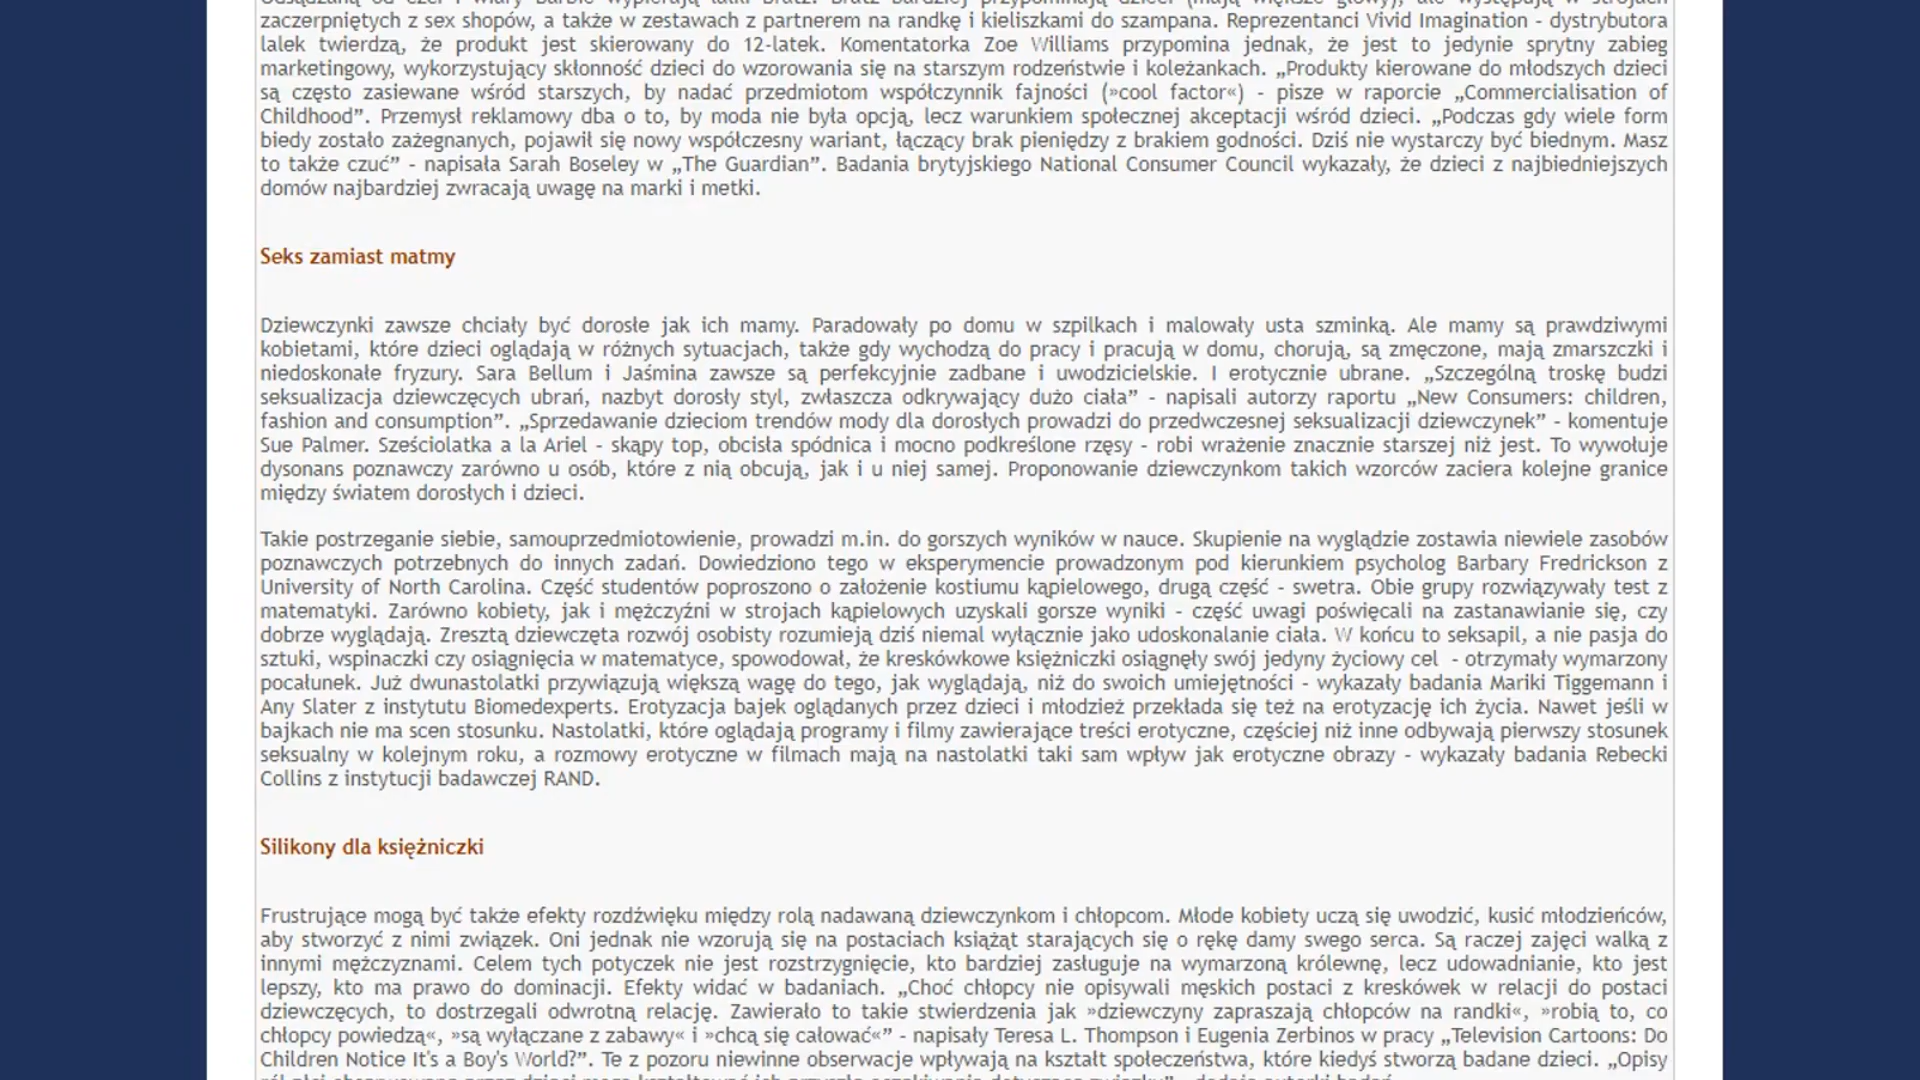 zaczerpniętych z sex shopów, a także w zestawach z partnerem na randkę i kieliszkami do szampana. Reprezentanci Vivid Imagination - dystrybutora
lalek twierdzą, że produkt jest skierowany do 12-latek. Komentatorka Zoe Williams przypomina jednak, że jest to jedynie sprytny zabieg
marketingowy, wykorzystujący skłonność dzieci do wzorowania się na starszym rodzeństwie i koleżankach. „Produkty kierowane do młodszych dzieci
są często zasiewane wśród starszych, by nadać przedmiotom współczynnik fajności (»cool factor«) - pisze w raporcie „Commercialisation of
Childhood”. Przemysł reklamowy dba o to, by moda nie była opcją, lecz warunkiem społecznej akceptacji wśród dzieci. „Podczas gdy wiele form
biedy zostało zażegnanych, pojawił się nowy współczesny wariant, łączący brak pieniędzy z brakiem godności. Dziś nie wystarczy być biednym. Masz
to także czuć” - napisała Sarah Boseley w „The Guardian”. Badania brytyjskiego National Consumer Council wykazały, że dzieci z najbiedniejszych
domów najbardziej zwracają uwagę na marki i metki.
Seks zamiast matmy
Dziewczynki zawsze chciały być dorosłe jak ich mamy. Paradowały po domu w szpilkach i malowały usta szminką. Ale mamy są prawdziwymi
kobietami, które dzieci oglądają w różnych sytuacjach, także gdy wychodzą do pracy i pracują w domu, chorują, są zmęczone, mają zmarszczki i
niedoskonałe fryzury. Sara Bellum i Jaśmina zawsze są perfekcyjnie zadbane i uwodzicielskie. I erotycznie ubrane. „Szczególną troskę budzi
seksualizacja dziewczęcych ubrań, nazbyt dorosły styl, zwłaszcza odkrywający dużo ciała” - napisali autorzy raportu „New Consumers: children,
fashion and consumption”. „Sprzedawanie dzieciom trendów mody dla dorosłych prowadzi do przedwczesnej seksualizacji dziewczynek” - komentuje
Sue Palmer. Sześciolatka a la Ariel - skąpy top, obcisła spódnica i mocno podkreślone rzęsy - robi wrażenie znacznie starszej niż jest. To wywołuje
dysonans poznawczy zarówno u osób, które z nią obcują, jak i u niej samej. Proponowanie dziewczynkom takich wzorców zaciera kolejne granice
między światem dorosłych i dzieci.
Takie postrzeganie siebie, samouprzedmiotowienie, prowadzi m.in. do gorszych wyników w nauce. Skupienie na wyglądzie zostawia niewiele zasobów
poznawczych potrzebnych do innych zadań. Dowiedziono tego w eksperymencie prowadzonym pod kierunkiem psycholog Barbary Fredrickson z
University of North Carolina. Część studentów poproszono o założenie kostiumu kąpielowego, drugą część - swetra. Obie grupy rozwiązywały test z
matematyki. Zarówno kobiety, jak i mężczyźni w strojach kąpielowych uzyskali gorsze wyniki - część uwagi poświęcali na zastanawianie się, czy
dobrze wyglądają. Zresztą dziewczęta rozwój osobisty rozumieją dziś niemal wyłącznie jako udoskonalanie ciała. W końcu to seksapil, a nie pasja do
sztuki, wspinaczki czy osiągnięcia w matematyce, spowodował, że kreskówkowe księżniczki osiągnęły swój jedyny życiowy cel - otrzymały wymarzony
pocałunek. Już dwunastolatki przywiązują większą wagę do tego, jak wyglądają, niż do swoich umiejętności - wykazały badania Mariki Tiggemann i
Any Slater z instytutu Biomedexperts. Erotyzacja bajek oglądanych przez dzieci i młodzież przekłada się też na erotyzację ich życia. Nawet jeśli w
bajkach nie ma scen stosunku. Nastolatki, które oglądają programy i filmy zawierające treści erotyczne, częściej niż inne odbywają pierwszy stosunek
seksualny w kolejnym roku, a rozmowy erotyczne w filmach mają na nastolatki taki sam wpływ jak erotyczne obrazy - wykazały badania Rebecki
Collins z instytucji badawczej RAND.
Silikony dla księżniczki
Frustrujące mogą być także efekty rozdźwięku między rolą nadawaną dziewczynkom i chłopcom. Młode kobiety uczą się uwodzić, kusić młodzieńców,
aby stworzyć z nimi związek. Oni jednak nie wzorują się na postaciach książąt starających się o rękę damy swego serca. Są raczej zajęci walką z
innymi mężczyznami. Celem tych potyczek nie jest rozstrzygnięcie, kto bardziej zasługuje na wymarzoną królewnę, lecz udowadnianie, kto jest
lepszy, kto ma prawo do dominacji. Efekty widać w badaniach. „Choć chłopcy nie opisywali męskich postaci z kreskówek w relacji do postaci
dziewczęcych, to dostrzegali odwrotną relację. Zawierało to takie stwierdzenia jak »dziewczyny zapraszają chłopców na randki«, »robią to, co
chłopcy powiedzą«, »są wyłączane z zabawy« i »chcą się całować«” - napisały Teresa L. Thompson i Eugenia Zerbinos w pracy „Television Cartoons: Do
Children Notice It's a Boy's World?”. Te z pozoru niewinne obserwacje wpływają na kształt społeczeństwa, które kiedyś stworzą badane dzieci. „Opisy